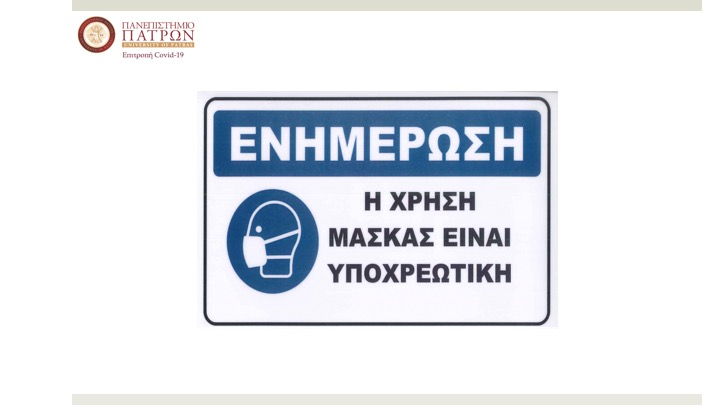 ΠΑΝΕΠΙΣΤΗΜΙΟ
ΠΑΤΡΩΝ
UNIVERSITY OF PATRAS
Επιτροπή Covid-19
ΕΝΗΜΕΡΩΣΗ
Η ΧΡΗΣΗ
ΜΑΣΚΑΣ ΕΙΝΑΙ
ΥΠΟΧΡΕΩΤΙΚΗ